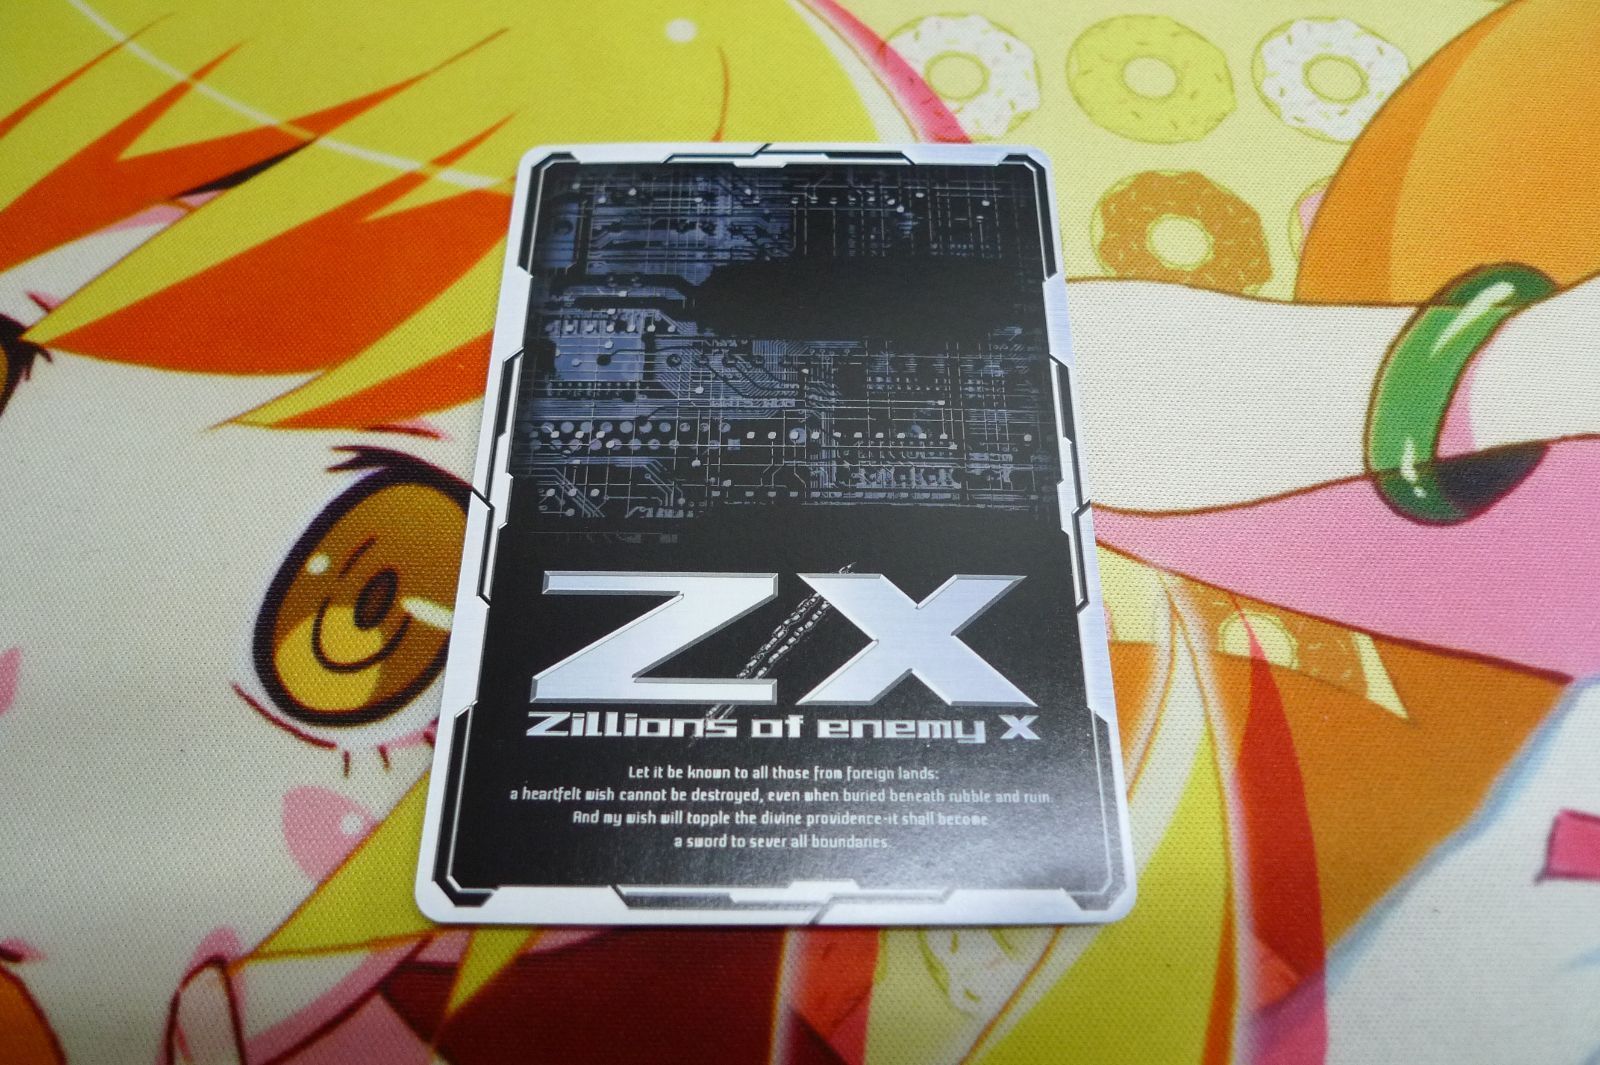 Z/X
Zillions of enemy X
Let it be known to all those from foreign lands:
a heartfelt wish cannot be destroyed, even when buried beneath rubble and ruin.
And my wish will topple the divine providence-it shall become
a sword to sever all boundaries.